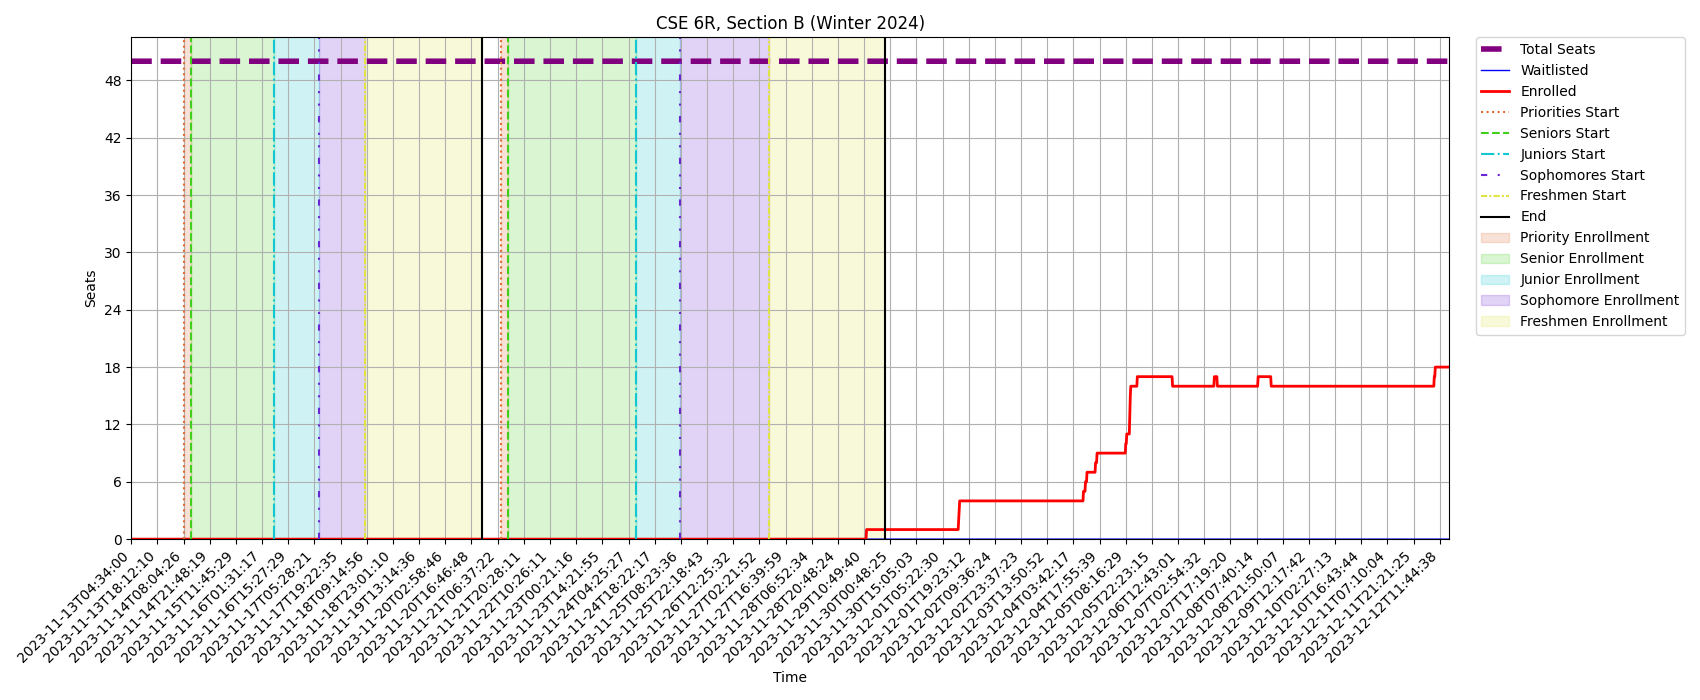 CSE 6R, Section B (Winter 2024)
Seats
48
42
36
30
24
18
12
6
0
2023-11-13T04:34:00
2023-11-13T18:12:10
2023-11-14T08:04:26
2023-11-14T21:48:19
2023-11-15T11:45:29
2023-11-16T01:31:17
2023-11-16T15:27:29
2023-11-17T05:28:21
2023-11-17T19:22:35
2023-11-18T09:14:56
2023-11-18T23:01:10
2023-11-19T13:14:36
2023-11-20T02:58:46
2023-11-20T16:46:48
2023-11-21T06:37:22
2023-11-21T20:28:11
2023-11-22T10:26:11
2023-11-23T00:21:16
2023-11-23T14:21:55
2023-11-24T04:25:27
2023-11-24T18:22:17
2023-11-25T08:23:36
2023-11-25T22:18:43
2023-11-26T12:25:32
2023-11-27T02:21:52
2023-11-27T16:39:59
2023-11-28T06:52:34
2023-11-28T20:48:24
2023-11-29T10:49:40
2023-11-30T00:48:25
2023-11-30T15:05:03
2023-12-01T05:22:30
2023-12-01T19:23:12
2023-12-02T09:36:24
2023-12-02T23:37:23
2023-12-03T13:50:52
2023-12-04T03:42:17
2023-12-04T17:55:39
2023-12-05T08:16:29
2023-12-05T22:23:15
2023-12-06T12:43:01
2023-12-07T02:54:32
2023-12-07T17:19:20
2023-12-08T07:40:14
2023-12-08T21:50:07
2023-12-09T12:17:42
2023-12-10T02:27:13
2023-12-10T16:43:44
2023-12-11T07:10:04
2023-12-11T21:21:25
2023-12-12T11:44:38
Time
Total Seats
Waitlisted
Enrolled
Priorities Start
Seniors Start
Juniors Start
Sophomores Start
Freshmen Start
End
Priority Enrollment
Senior Enrollment
Junior Enrollment
Sophomore Enrollment
Freshmen Enrollment